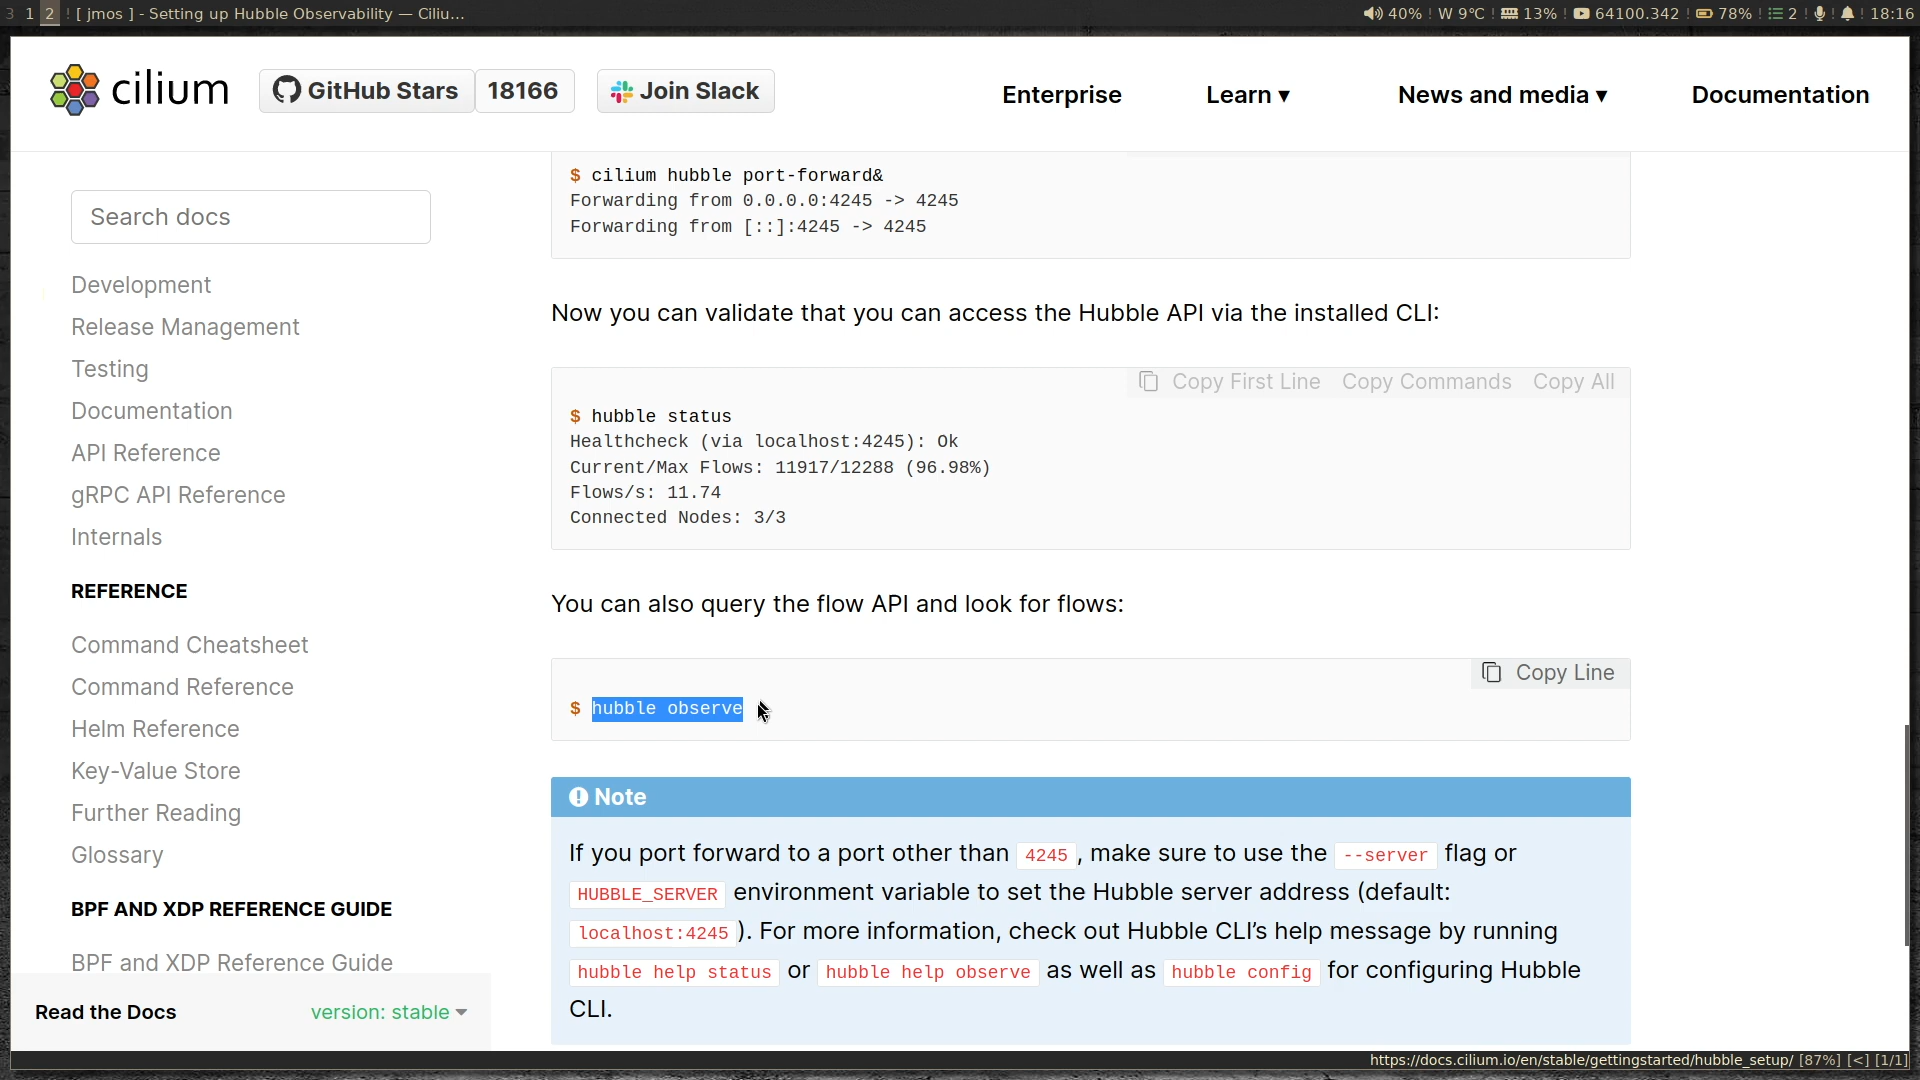 3 1 2 [ jmos ] - Setting up Hubble Observability — Ciliu... 40% W 9°C 13% 64100.342 78% 2 18:16
cilium GitHub Stars 18166 Join Slack Enterprise Learn ▾ News and media ▾ Documentation
Search docs
Development
Release Management
Testing
Documentation
API Reference
gRPC API Reference
Internals
REFERENCE
Command Cheatsheet
Command Reference
Helm Reference
Key-Value Store
Further Reading
Glossary
BPF AND XDP REFERENCE GUIDE
BPF and XDP Reference Guide
Read the Docs version: stable
$ cilium hubble port-forward&
Forwarding from 0.0.0.0:4245 -> 4245
Forwarding from [::]:4245 -> 4245
Now you can validate that you can access the Hubble API via the installed CLI:
Copy First Line Copy Commands Copy All
$ hubble status
Healthcheck (via localhost:4245): Ok
Current/Max Flows: 11917/12288 (96.98%)
Flows/s: 11.74
Connected Nodes: 3/3
You can also query the flow API and look for flows:
Copy Line
$ hubble observe
Note
If you port forward to a port other than 4245, make sure to use the --server flag or
HUBBLE_SERVER environment variable to set the Hubble server address (default:
localhost:4245). For more information, check out Hubble CLI’s help message by running
hubble help status or hubble help observe as well as hubble config for configuring Hubble
CLI.
https://docs.cilium.io/en/stable/gettingstarted/hubble_setup/ [87%] [<] [1/1]